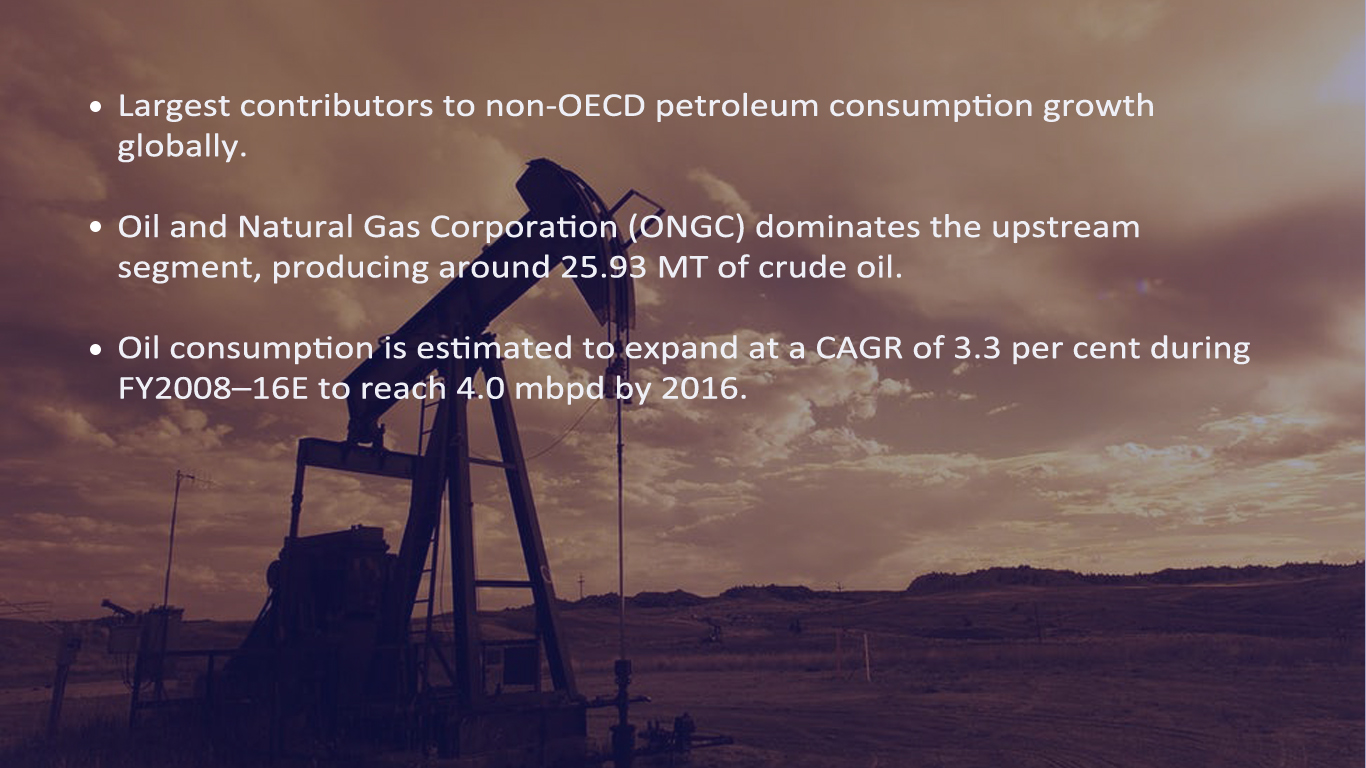 • Largest contributors to non-OECD petroleum consumption growth
globally.
• Oil and Natural Gas Corporation (ONGC) dominates the upstream
segment, producing around 25.93 MT of crude oil.
• Oil consumption is estimated to expand at a CAGR of 3.3 per cent during
FY2008–16E to reach 4.0 mbpd by 2016.